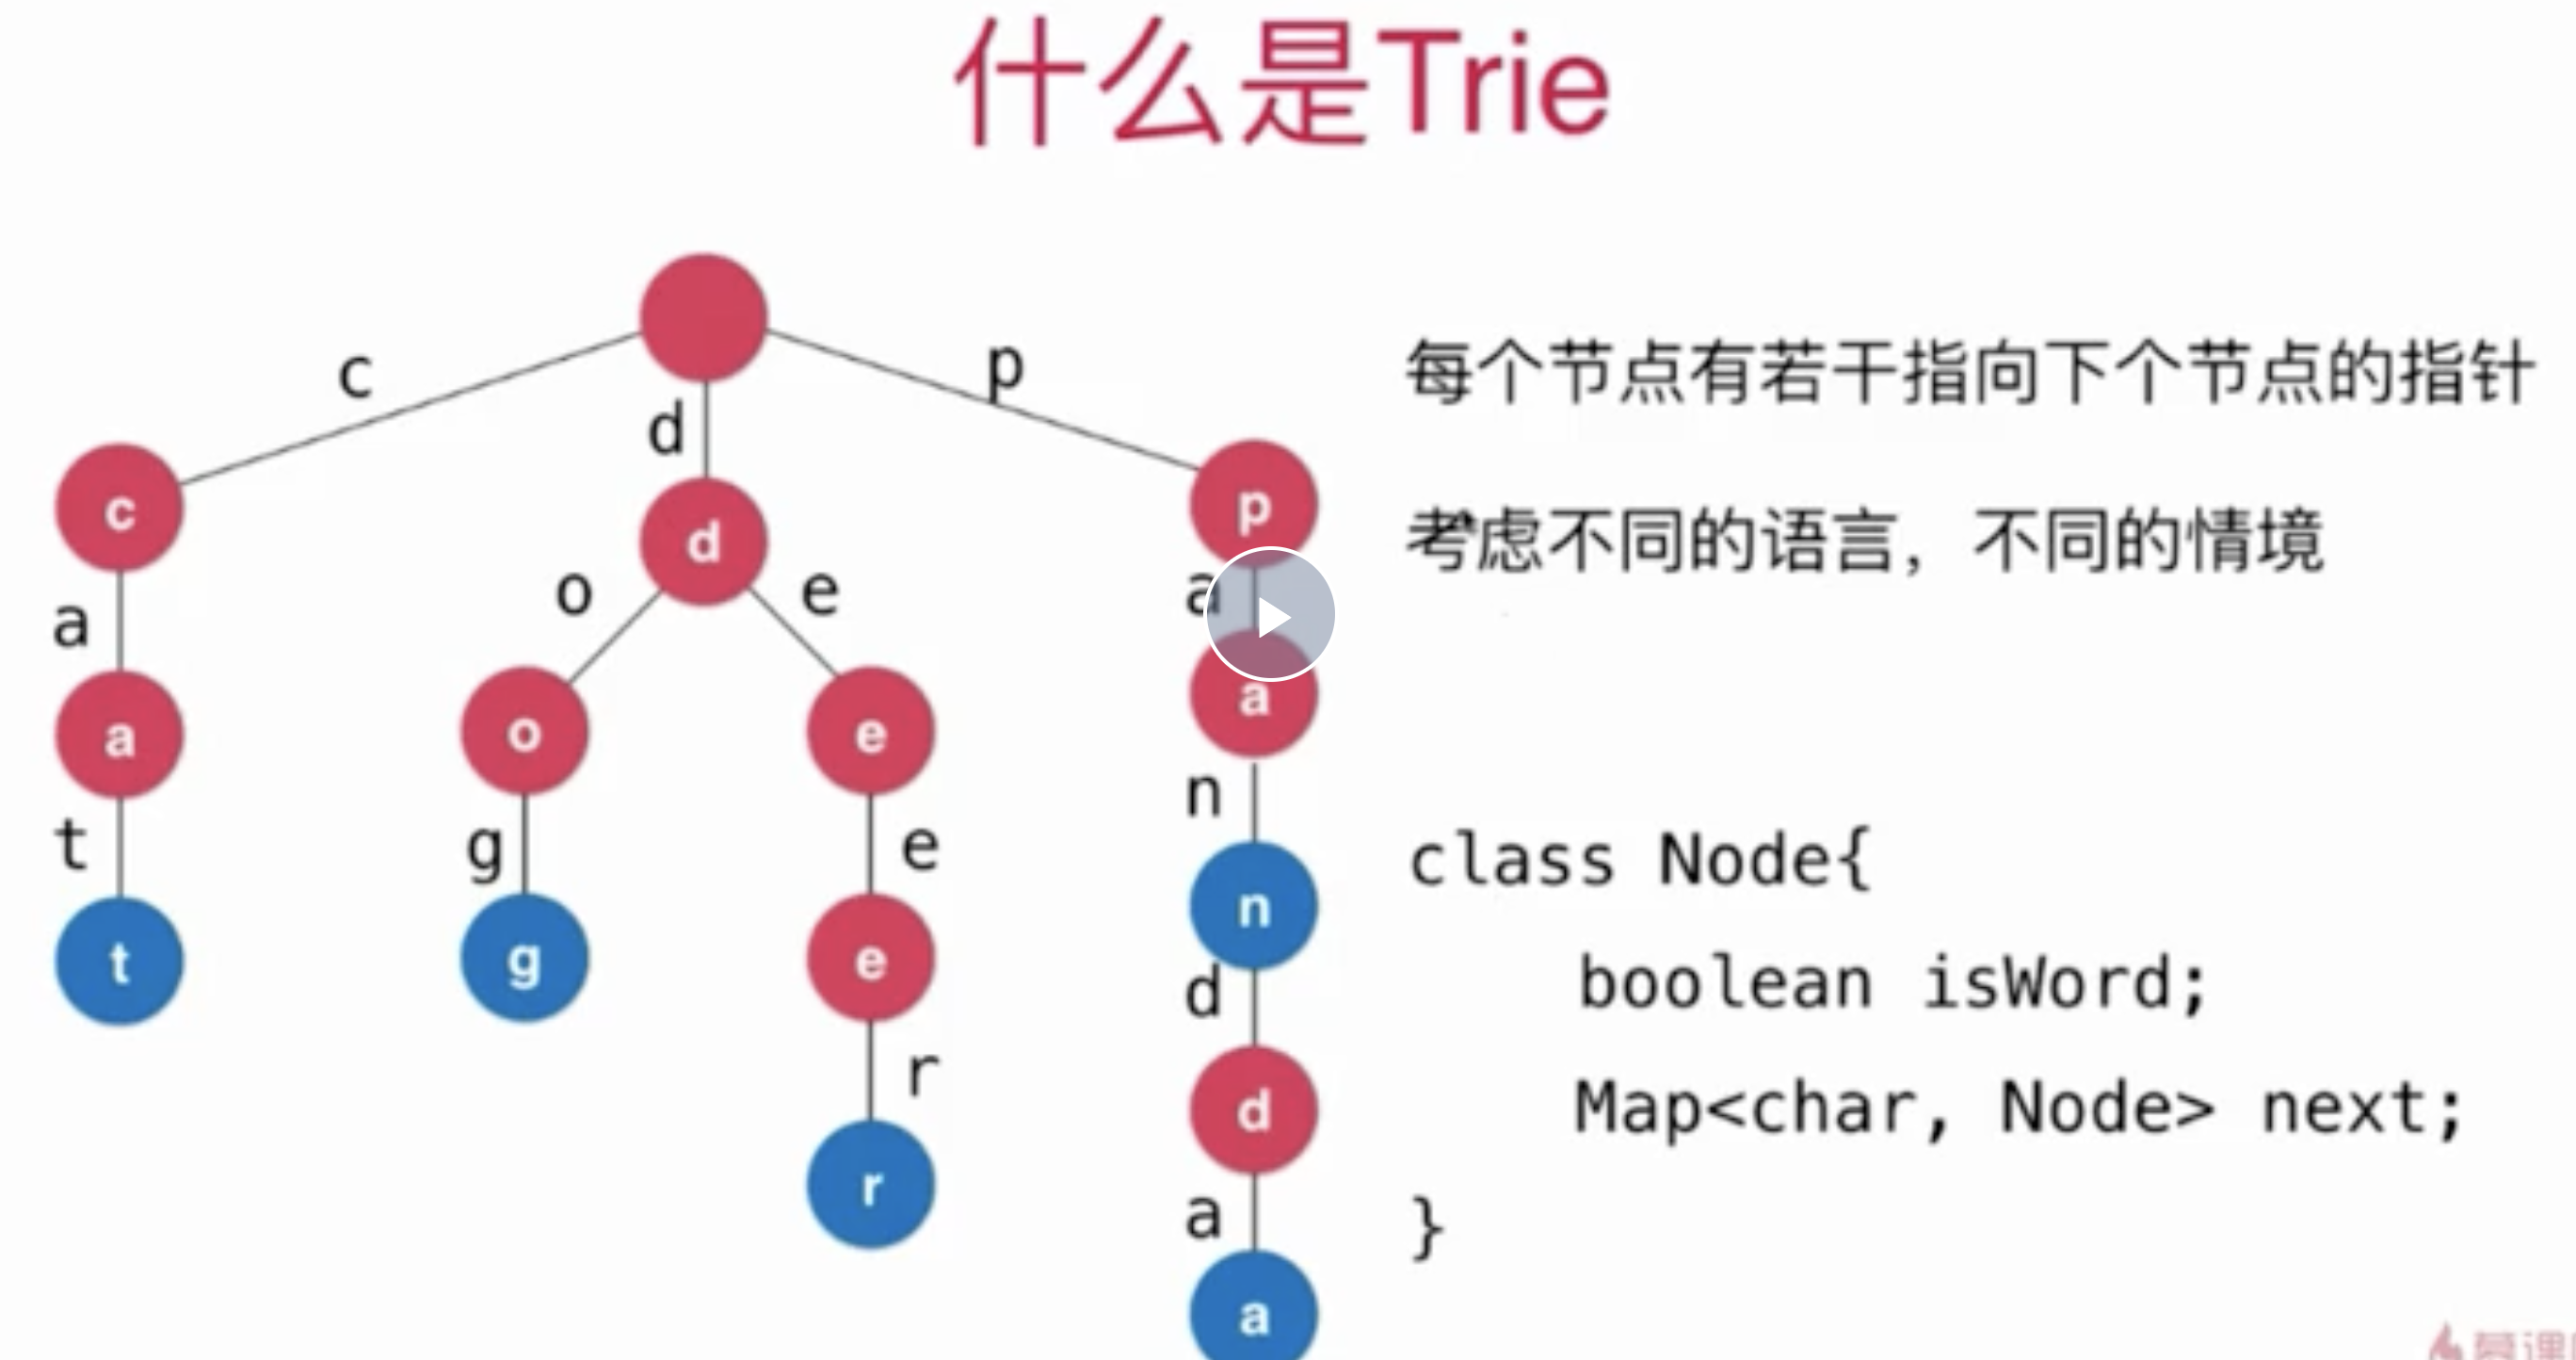 什么是Trie
c
d
p
c
d
p
a
o
e
a
a
o
e
a
t
g
e
n
t
g
e
n
d
r
d
r
a
a
每个节点有若干指向下个节点的指针
考虑不同的语言，不同的情境
class Node{
boolean isWord;
Map<char, Node> next;
}
慕课